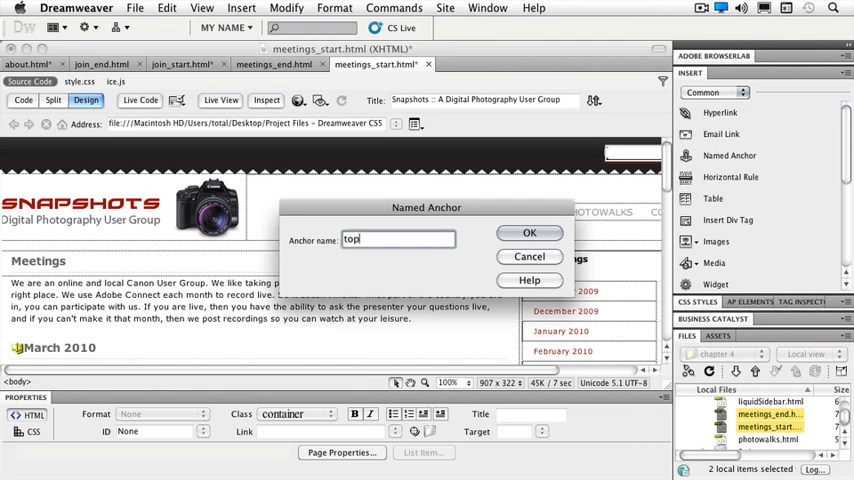 Dreamweaver File Edit View Insert Modify Format Commands Site Window Help
Dw MY NAME CS Live
meetings_start.html (XHTML)*
about.html* join_end.html join_start.html* meetings_end.html meetings_start.html*
Source Code style.css ice.js
Code Split Design Live Code Live View Inspect Title: Snapshots :: A Digital Photography User Group
Address: file:///Macintosh HD/Users/total/Desktop/Project Files - Dreamweaver CS5
SNAPSHOTS
Digital Photography User Group
Named Anchor
Anchor name: top
OK
Cancel
Help
Meetings
We are an online and local Canon User Group. We like taking
right place. We use Adobe Connect each month to record live.
in, you can participate with us. If you are live, then you have the ability to ask the presenter your questions live,
and if you can't make it that month, then we post recordings so you can watch at your leisure.
March 2010
2009
December 2009
January 2010
February 2010
<body> 100% 907 x 322 45K / 7 sec Unicode 5.1 UTF-8
PROPERTIES
HTML Format None Class container B I Title
CSS ID None Link Target
Page Properties... List Item...
ADOBE BROWSERLAB
INSERT
Common
Hyperlink
Email Link
Named Anchor
Horizontal Rule
Table
Insert Div Tag
Images
Media
Widget
CSS STYLES AP ELEMENTS TAG INSPECT
BUSINESS CATALYST
FILES ASSETS
chapter 4 Local view
Local Files Size
liquidSidebar.html 6
meetings_end.h... 7
meetings_start.... 7
photowalks.html 7
2 local items selected Log...